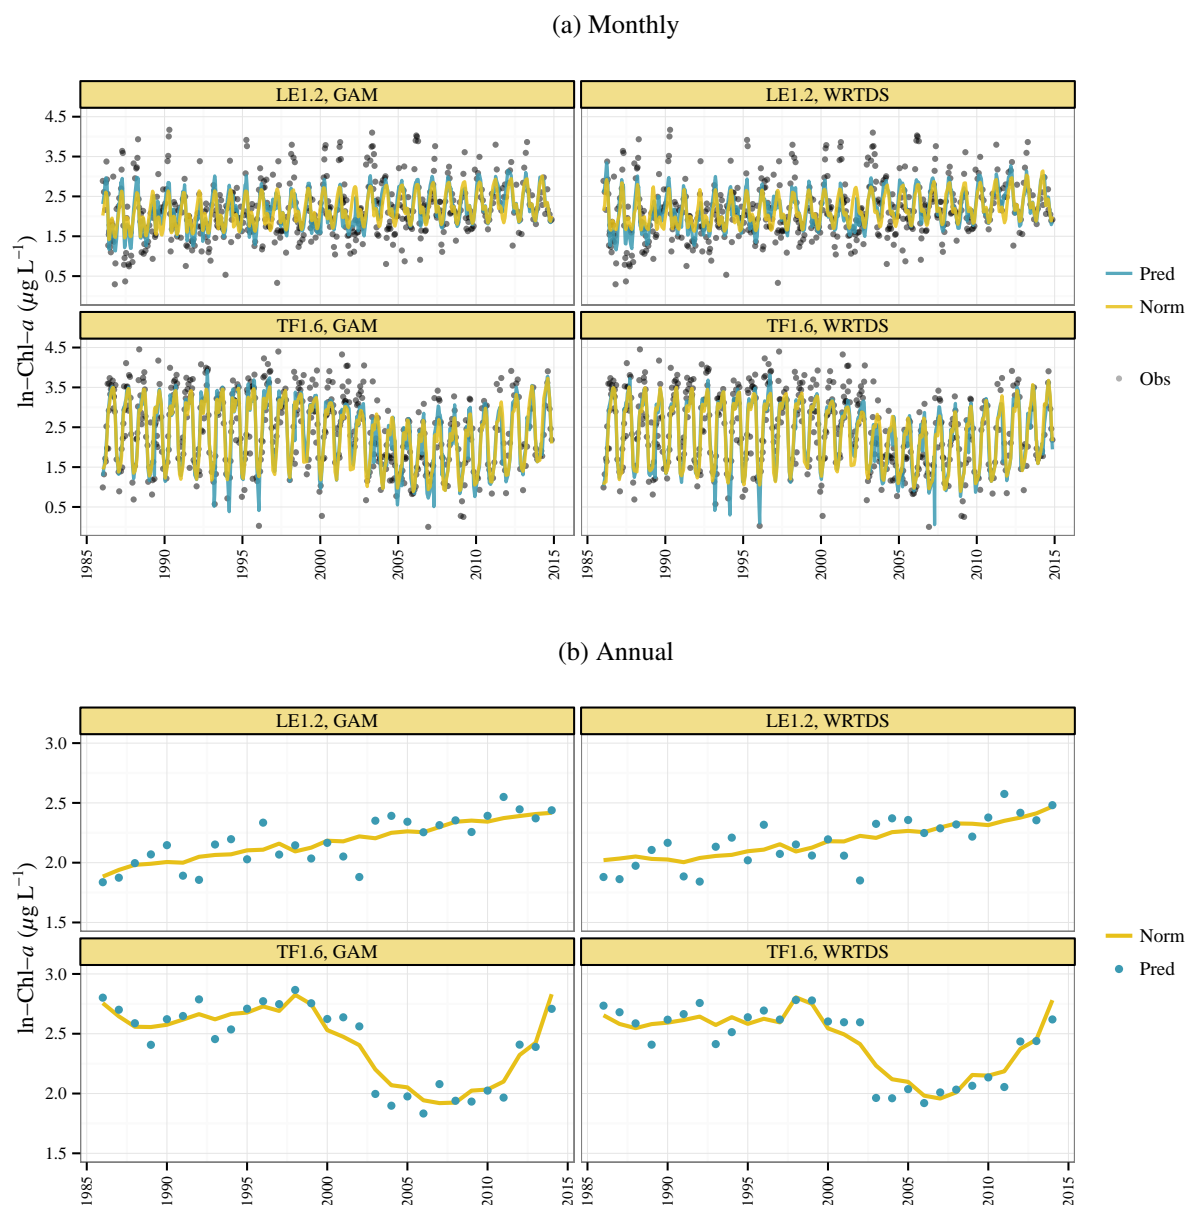 (a) Monthly
LE1.2, GAM
LE1.2, WRTDS
4.5
3.5
2.5
1.5
0.5
TF1.6, GAM
TF1.6, WRTDS
4.5
3.5
2.5
1.5
0.5
ln−Chl−a (μg L⁻¹)
1985 1990 1995 2000 2005 2010 2015
1985 1990 1995 2000 2005 2010 2015
Pred
Norm
Obs
(b) Annual
LE1.2, GAM
LE1.2, WRTDS
3.0
2.5
2.0
1.5
TF1.6, GAM
TF1.6, WRTDS
3.0
2.5
2.0
1.5
ln−Chl−a (μg L⁻¹)
1985 1990 1995 2000 2005 2010 2015
1985 1990 1995 2000 2005 2010 2015
Norm
Pred